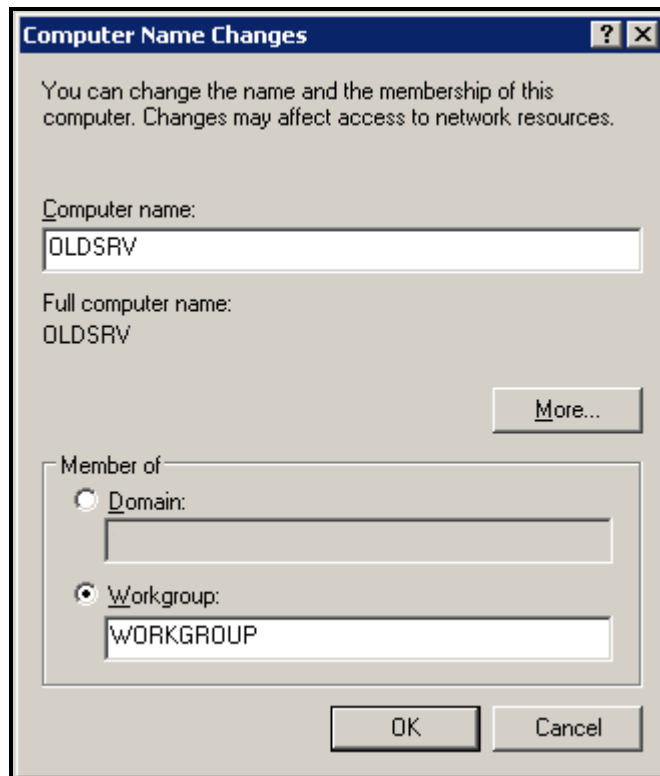 Computer Name Changes
You can change the name and the membership of this
computer. Changes may affect access to network resources.
Computer name:
OLDSRV
Full computer name:
OLDSRV
More...
Member of
Domain:
Workgroup:
WORKGROUP
OK
Cancel